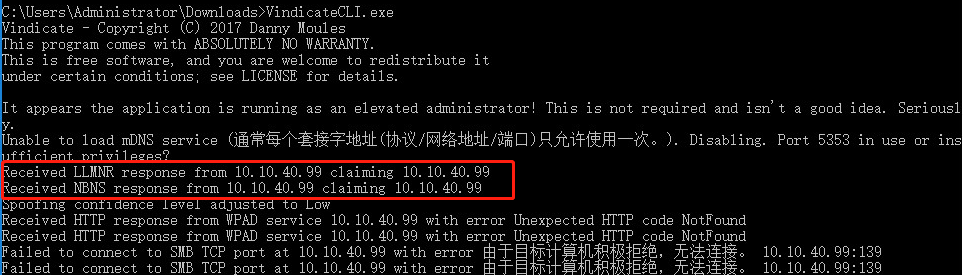 C:\Users\Administrator\Downloads>VindicateCLI.exe
Vindicate - Copyright (C) 2017 Danny Moules
This program comes with ABSOLUTELY NO WARRANTY.
This is free software, and you are welcome to redistribute it
under certain conditions; see LICENSE for details.
It appears the application is running as an elevated administrator! This is not required and isn't a good idea. Seriousl
y.
Unable to load mDNS service (通常每个套接字地址(协议/网络地址/端口)只允许使用一次。). Disabling. Port 5353 in use or ins
ufficient privileges?
Received LLMNR response from 10.10.40.99 claiming 10.10.40.99
Received NBNS response from 10.10.40.99 claiming 10.10.40.99
Spoofing confidence level adjusted to Low
Received HTTP response from WPAD service 10.10.40.99 with error Unexpected HTTP code NotFound
Received HTTP response from WPAD service 10.10.40.99 with error Unexpected HTTP code NotFound
Failed to connect to SMB TCP port at 10.10.40.99 with error 由于目标计算机积极拒绝，无法连接。 10.10.40.99:139
Failed to connect to SMB TCP port at 10.10.40.99 with error 由于目标计算机积极拒绝，无法连接。 10.10.40.99:139